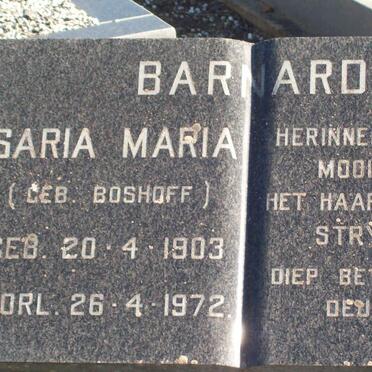 BARNARD
SARIA MARIA
(GEB. BOSHOFF)
GEB. 20-4-1903
ORL. 26-4-1972.
HERINNE
MOOI
HET HAAR
STRY
DIEP BET
DEU